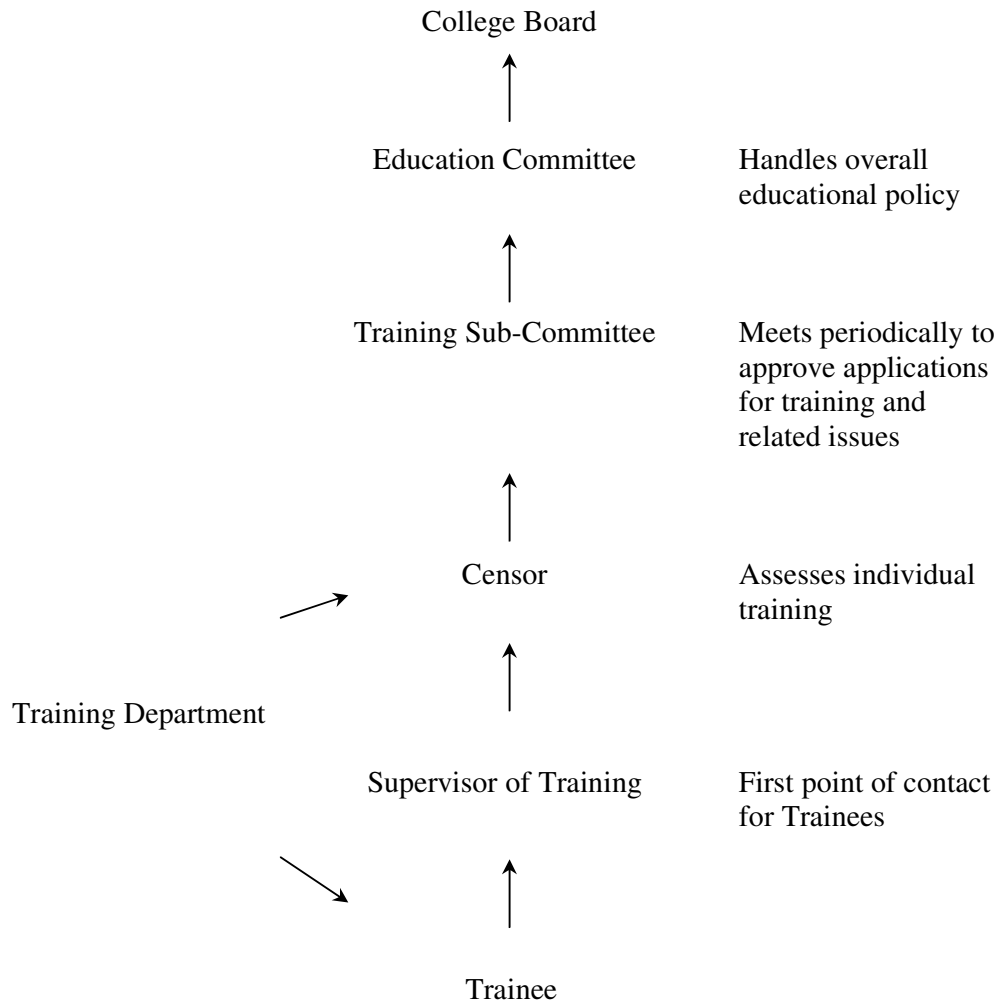 College Board
Education Committee
Handles overall
educational policy
Training Sub-Committee
Meets periodically to
approve applications
for training and
related issues
Censor
Assesses individual
training
Training Department
Supervisor of Training
First point of contact
for Trainees
Trainee